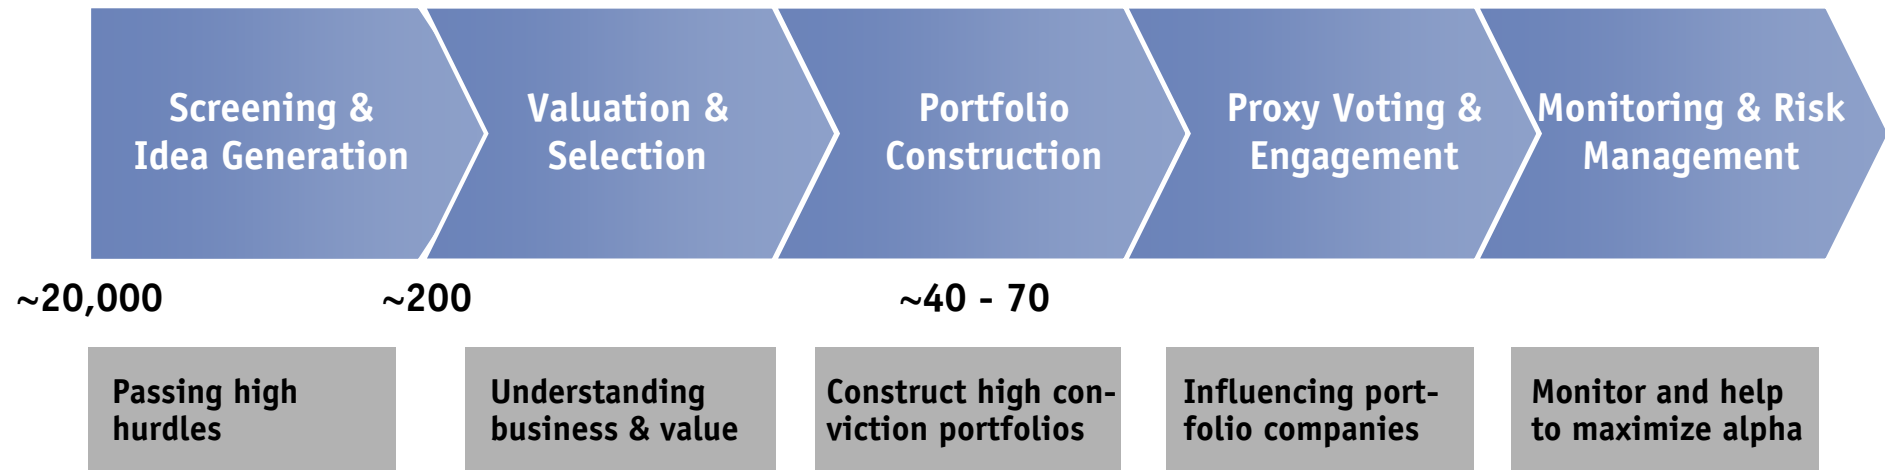 Screening &
Idea Generation
Valuation &
Selection
Portfolio
Construction
Proxy Voting &
Engagement
Monitoring & Risk
Management
~20,000
~200
~40 - 70
Passing high
hurdles
Understanding
business & value
Construct high con-
viction portfolios
Influencing port-
folio companies
Monitor and help
to maximize alpha